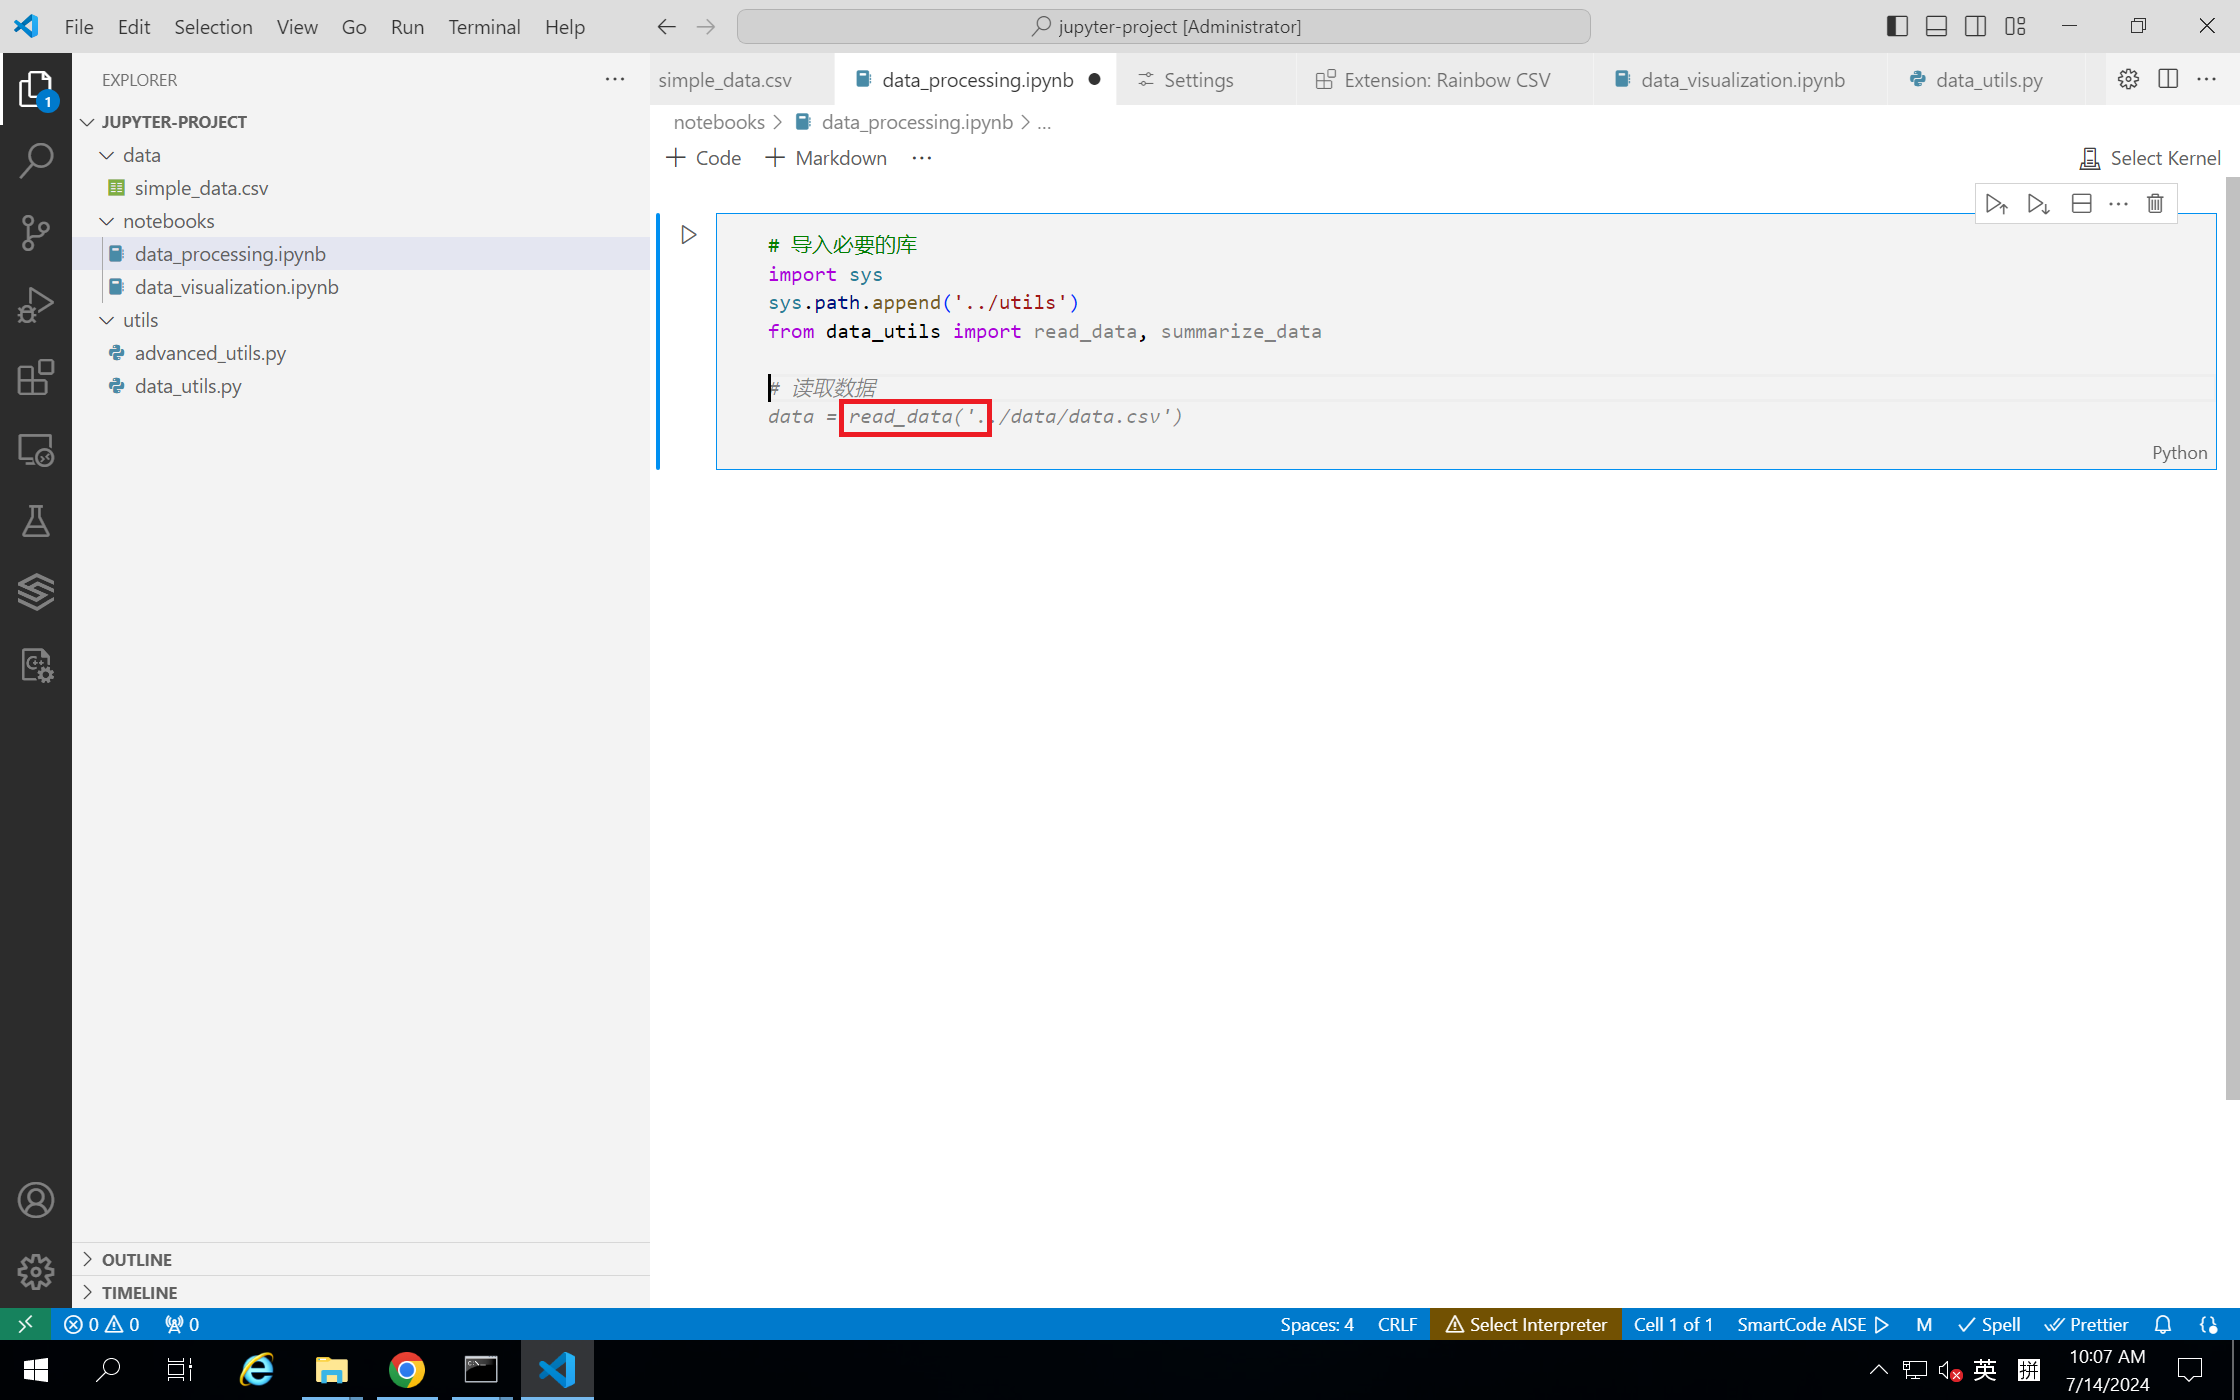 File Edit Selection View Go Run Terminal Help
jupyter-project [Administrator]
EXPLORER
simple_data.csv
data_processing.ipynb
Settings
Extension: Rainbow CSV
data_visualization.ipynb
data_utils.py
1
JUPYTER-PROJECT
notebooks
data_processing.ipynb
...
data
Code
Markdown
Select Kernel
simple_data.csv
notebooks
data_processing.ipynb
data_visualization.ipynb
utils
advanced_utils.py
data_utils.py
# 导入必要的库
import sys
sys.path.append('../utils')
from data_utils import read_data, summarize_data
# 读取数据
data = read_data('../data/data.csv')
Python
OUTLINE
TIMELINE
0 0 0
Spaces: 4
CRLF
Select Interpreter
Cell 1 of 1
SmartCode AISE
M
Spell
Prettier
英
拼
10:07 AM
7/14/2024